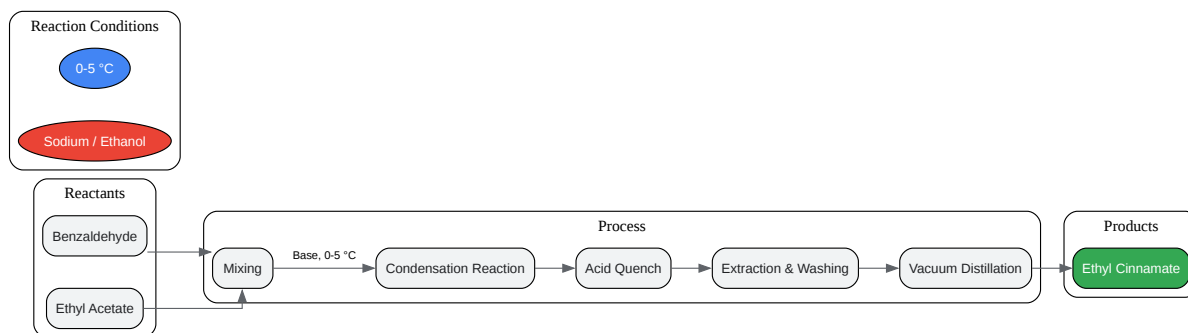 Reaction Conditions
0-5 °C
Sodium / Ethanol
Reactants
Benzaldehyde
Ethyl Acetate
Process
Mixing
Base, 0-5 °C
Condensation Reaction
Acid Quench
Extraction & Washing
Vacuum Distillation
Products
Ethyl Cinnamate